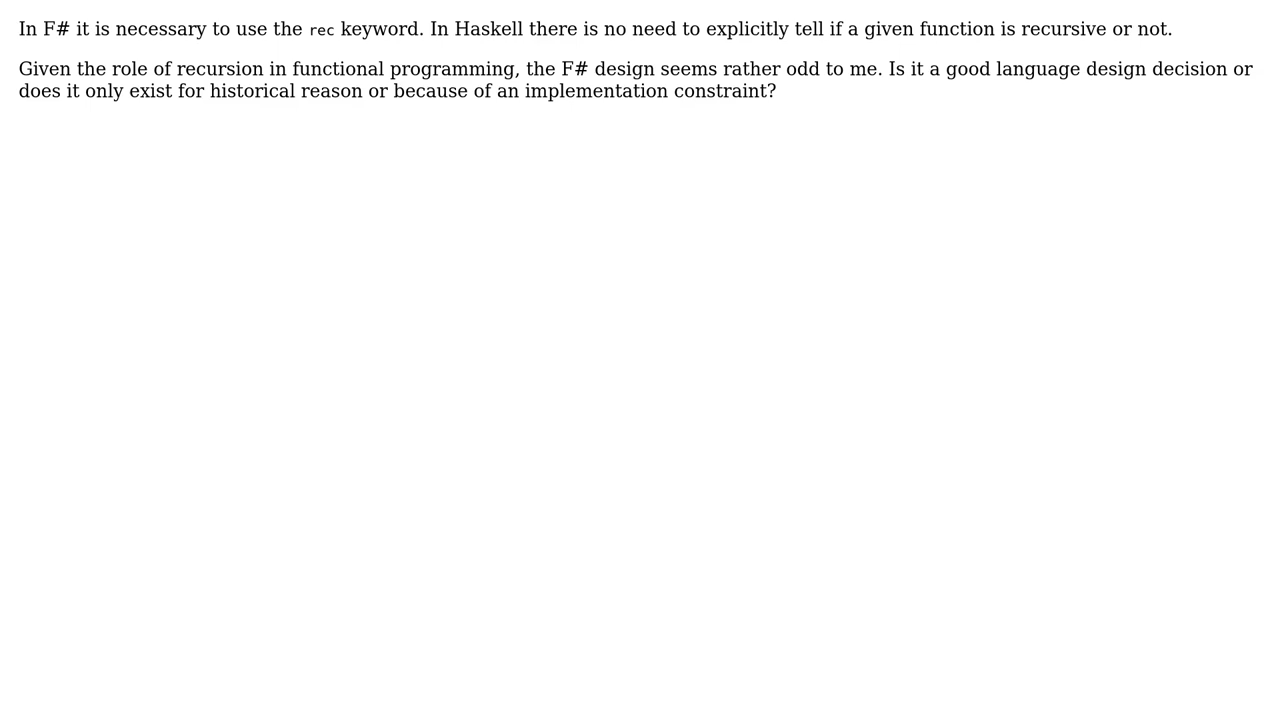 In F# it is necessary to use the rec keyword. In Haskell there is no need to explicitly tell if a given function is recursive or not.
Given the role of recursion in functional programming, the F# design seems rather odd to me. Is it a good language design decision or
does it only exist for historical reason or because of an implementation constraint?